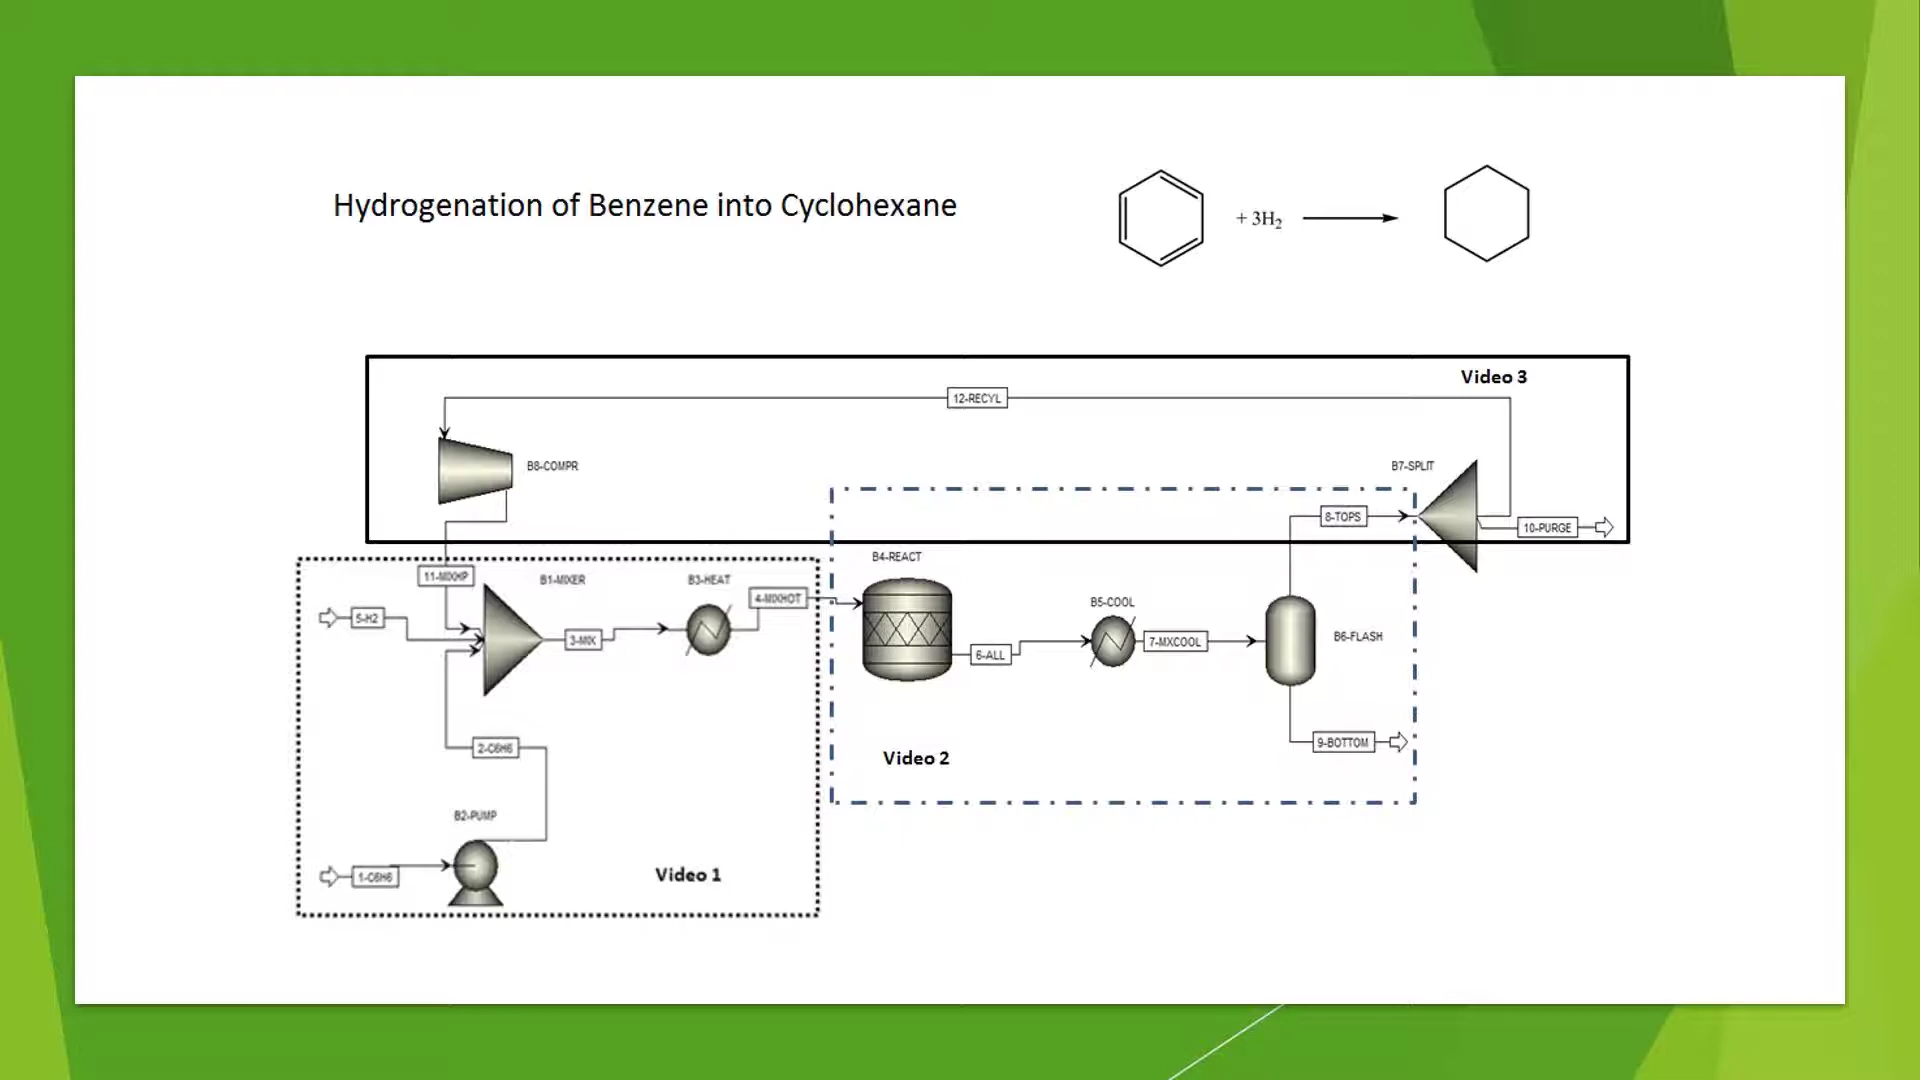 Hydrogenation of Benzene into Cyclohexane
+ 3H₂
Video 3
12-RECYL
B8-COMPR
B7-SPLIT
8-TOPS
10-PURGE
B4-REACT
11-MIXHP
B1-MIXER
B3-HEAT
4-MIXHOT
B5-COOL
5-H2
3-MIX
6-ALL
7-MXCOOL
B6-FLASH
2-C6H6
9-BOTTOM
Video 2
B2-PUMP
1-C6H6
Video 1